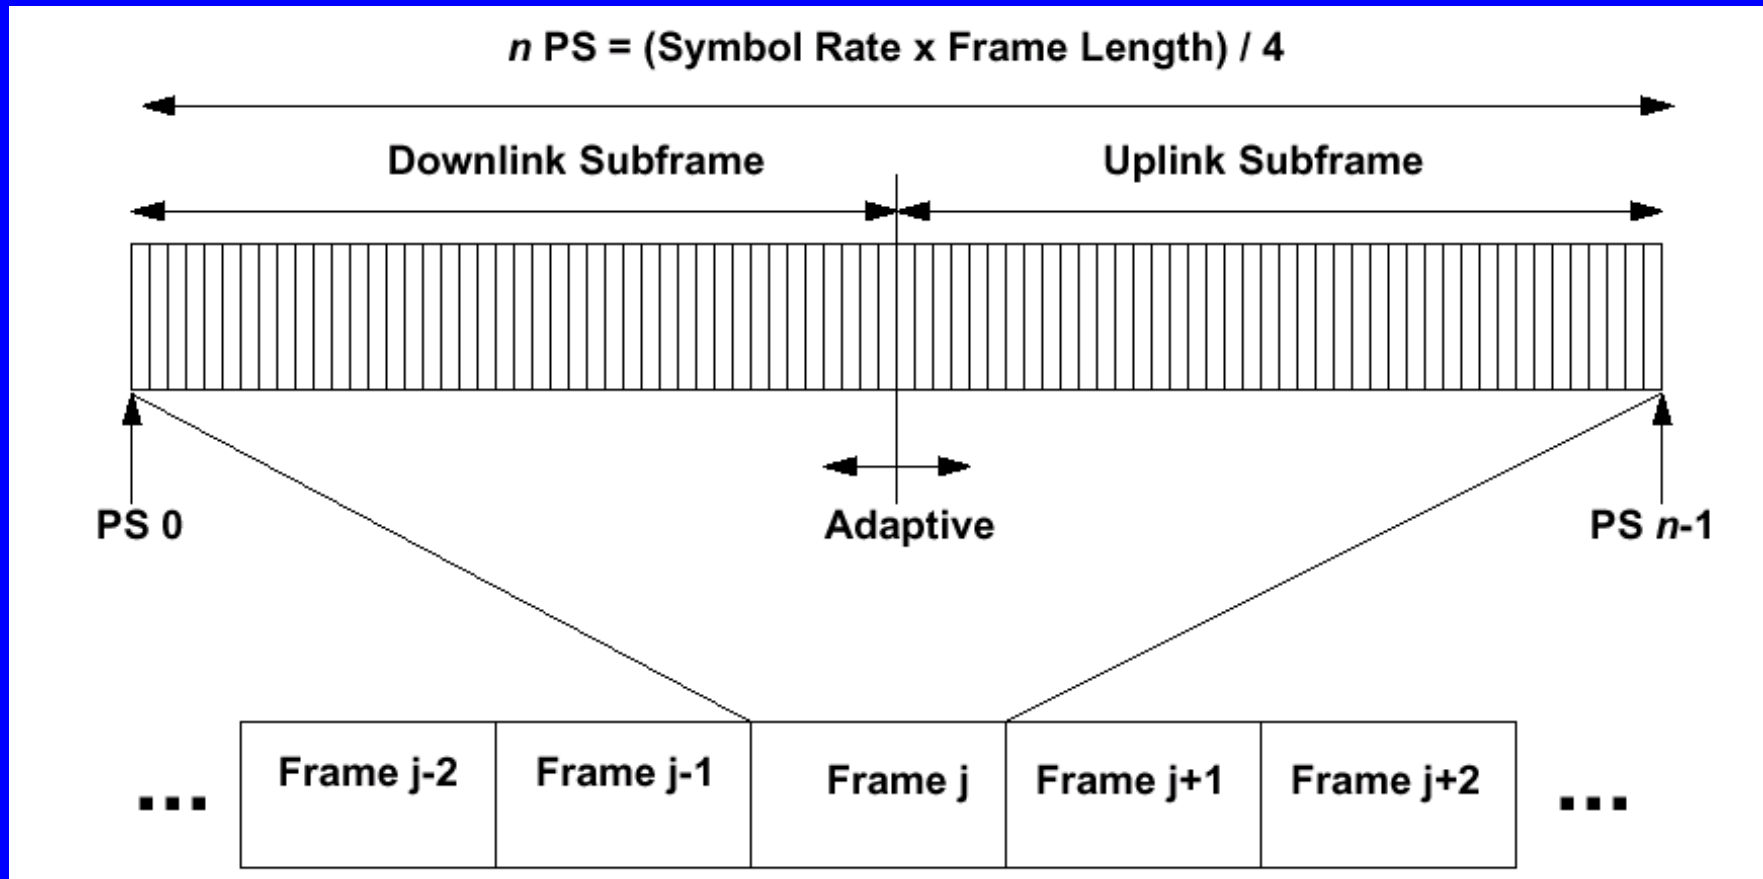 n PS = (Symbol Rate x Frame Length) / 4
Downlink Subframe
Uplink Subframe
PS 0
Adaptive
PS n-1
Frame j-2
Frame j-1
Frame j
Frame j+1
Frame j+2